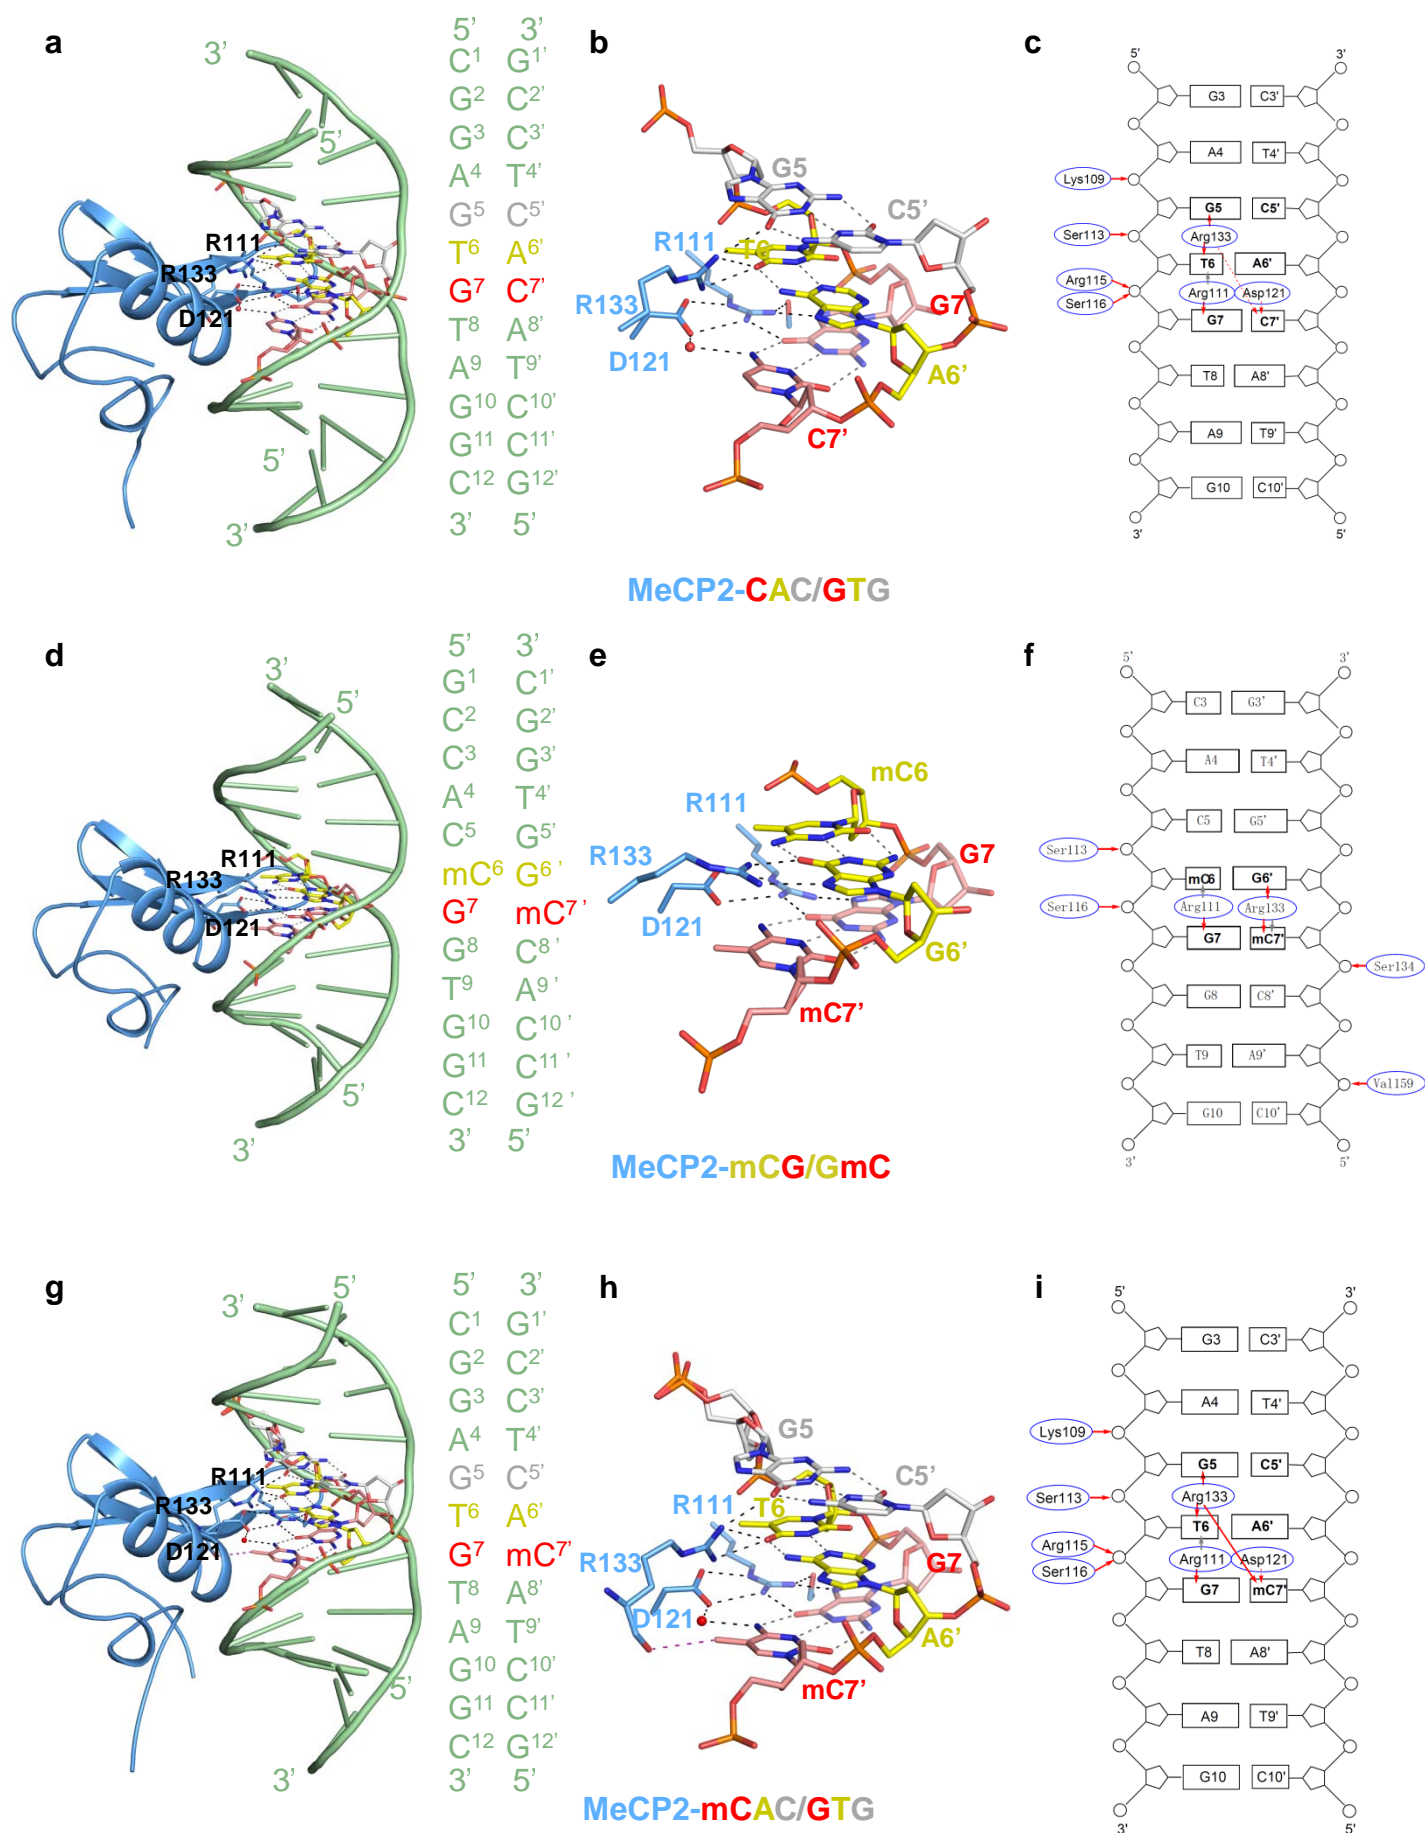 a
3’
5’
R111
R133
D121
5’
3’
5’ 3’
C1 G1’
G2 C2’
G3 C3’
A4 T4’
G5 C5’
T6 A6’
G7 C7’
T8 A8’
A9 T9’
G10 C10’
G11 C11’
C12 G12’
3’ 5’
b
G5
C5’
R111
T6
R133
G7
D121
A6’
C7’
c
5' 3'
G3 C3'
A4 T4'
Lys109
G5 C5'
Ser113 Arg133
T6 A6'
Arg115
Ser116
Arg111 Asp121
G7 C7'
T8 A8'
A9 T9'
G10 C10'
3' 5'
MeCP2-CAC/GTG
d
3’
5’
R111
R133
D121
5’
3’
5’ 3’
G1 C1’
C2 G2’
C3 G3’
A4 T4’
C5 G5’
mC6 G6’
G7 mC7’
G8 C8’
T9 A9’
G10 C10’
G11 C11’
C12 G12’
3’ 5’
e
mC6
R111
R133
G7
D121
G6’
mC7’
f
5' 3'
C3 G3'
A4 T4'
C5 G5'
Ser113
mC6 G6'
Ser116 Arg111 Arg133
G7 mC7'
Ser134
G8 C8'
T9 A9'
Val159
G10 C10'
3' 5'
MeCP2-mCG/GmC
g
5’
3’
R111
R133
D121
5’
3’
5’ 3’
C1 G1’
G2 C2’
G3 C3’
A4 T4’
G5 C5’
T6 A6’
G7 mC7’
T8 A8’
A9 T9’
G10 C10’
G11 C11’
C12 G12’
3’ 5’
h
G5
C5’
R111 T6
R133
G7
D121
A6’
mC7’
i
5' 3'
G3 C3'
A4 T4'
Lys109
G5 C5'
Ser113 Arg133
T6 A6'
Arg115
Ser116
Arg111 Asp121
G7 mC7'
T8 A8'
A9 T9'
G10 C10'
3' 5'
MeCP2-mCAC/GTG